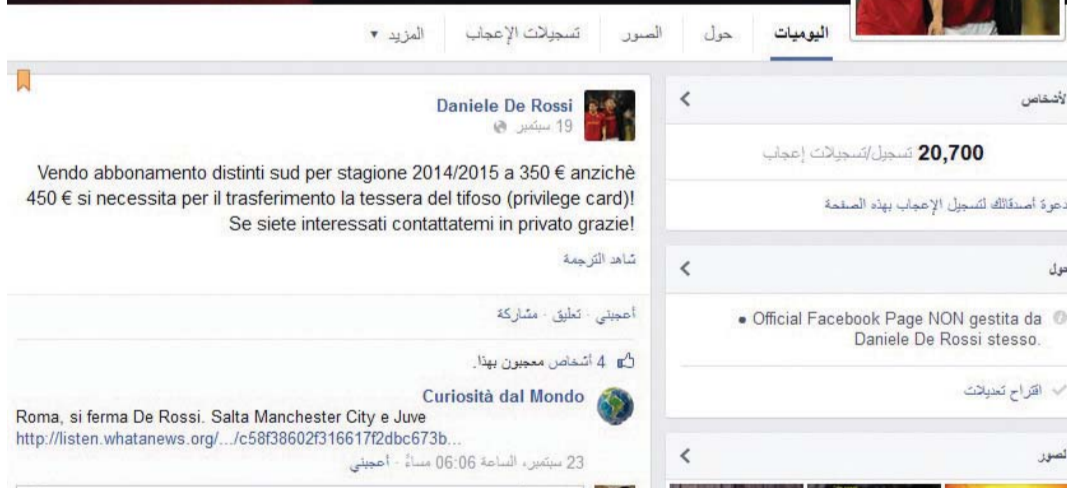 اليوميات حول الصور تسجيلات الإعجاب المزيد
Daniele De Rossi
19 سبتمبر
Vendo abbonamento distinti sud per stagione 2014/2015 a 350 € anzichè
450 € si necessita per il trasferimento la tessera del tifoso (privilege card)!
Se siete interessati contattatemi in privato grazie!
شاهد الترجمة
أعجبني · تعليق · مشاركة
4 أشخاص معجبون بهذا.
Curiosità dal Mondo
Roma, si ferma De Rossi. Salta Manchester City e Juve
http://listen.whatanews.org/.../c58f38602f316617f2dbc673b...
23 سبتمبر، الساعة 06:06 مساءً · أعجبني
الأشخاص
20,700 تسجيل/تسجيلات إعجاب
دعوة أصدقائك لتسجيل الإعجاب بهذه الصفحة
حول
• Official Facebook Page NON gestita da
Daniele De Rossi stesso.
اقتراح تعديلات
الصور